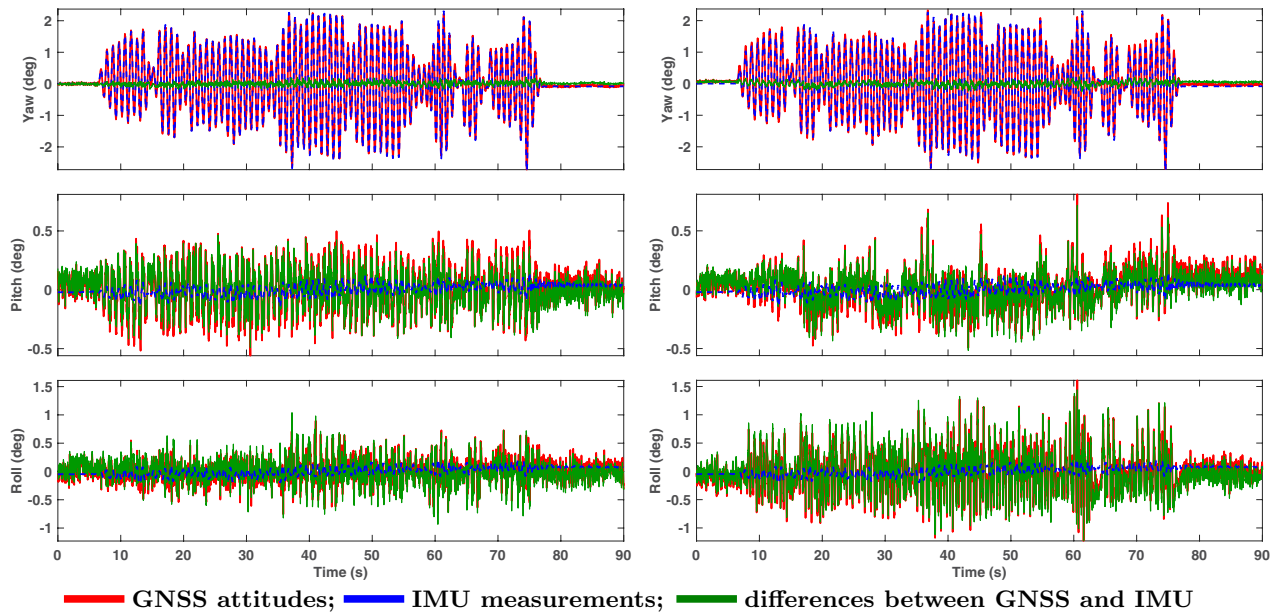 2
1
0
-1
-2
Yaw (deg)
2
1
0
-1
-2
Yaw (deg)
0.5
0
-0.5
Pitch (deg)
0.5
0
-0.5
Pitch (deg)
1.5
1
0.5
0
-0.5
-1
Roll (deg)
0 10 20 30 40 50 60 70 80 90
Time (s)
1.5
1
0.5
0
-0.5
-1
Roll (deg)
0 10 20 30 40 50 60 70 80 90
Time (s)
GNSS attitudes; IMU measurements; differences between GNSS and IMU